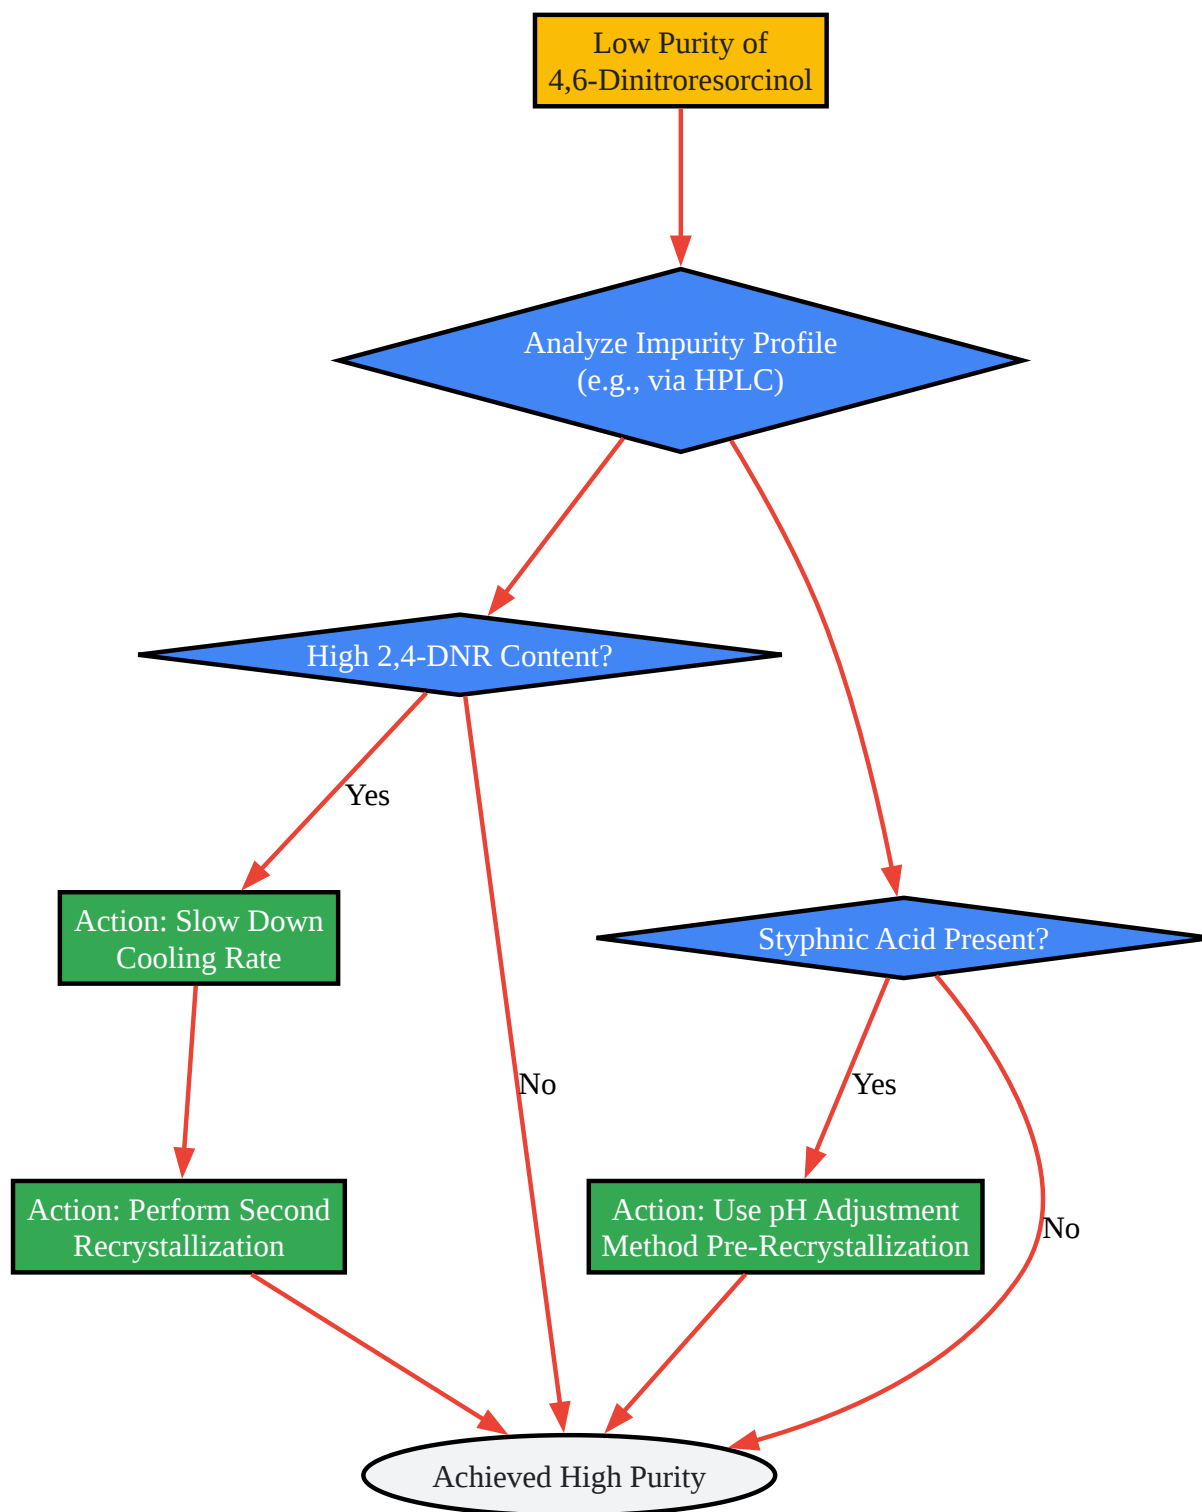 Low Purity of
4,6-Dinitroresorcinol
Analyze Impurity Profile
(e.g., via HPLC)
High 2,4-DNR Content?
Yes
Action: Slow Down
Cooling Rate
Styphnic Acid Present?
No
Yes
Action: Perform Second
Recrystallization
Action: Use pH Adjustment
Method Pre-Recrystallization
No
Achieved High Purity